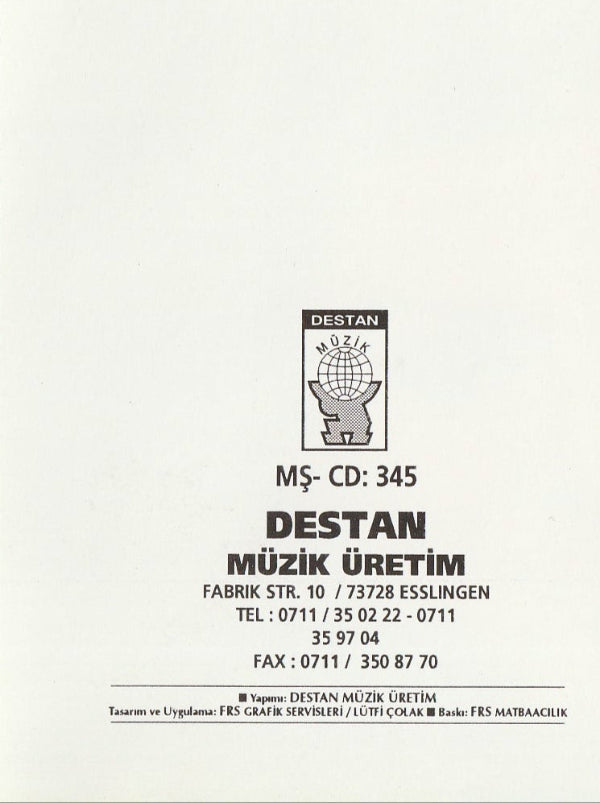 DESTAN
MÜZİK
MŞ- CD: 345
DESTAN
MÜZİK ÜRETİM
FABRIK STR. 10 / 73728 ESSLINGEN
TEL : 0711 / 35 02 22 - 0711
35 97 04
FAX : 0711 / 350 87 70
■ Yapımı: DESTAN MÜZİK ÜRETİM
Tasarım ve Uygulama: FRS GRAFİK SERVİSLERİ / LÜTFİ ÇOLAK ■ Baskı: FRS MATBAACILIK